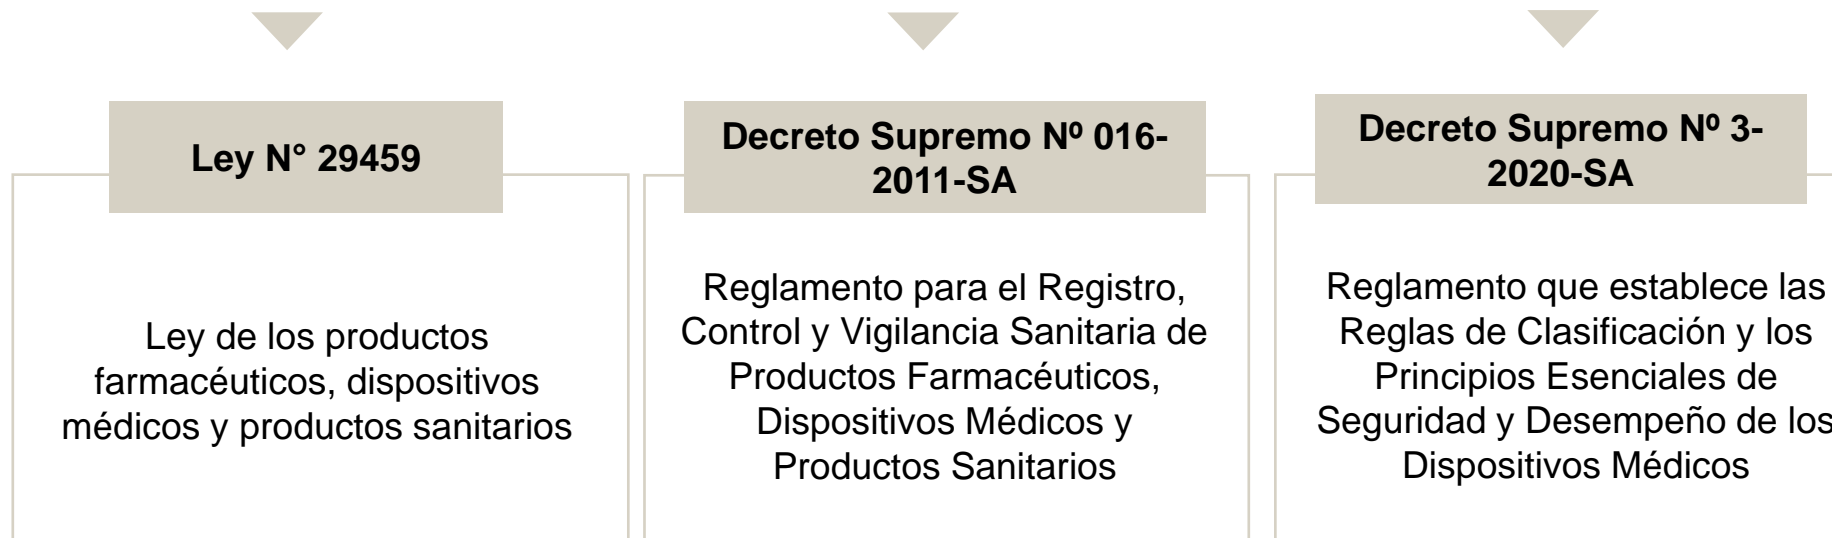 Ley N° 29459
Ley de los productos
farmacéuticos, dispositivos
médicos y productos sanitarios
Decreto Supremo Nº 016-
2011-SA
Reglamento para el Registro,
Control y Vigilancia Sanitaria de
Productos Farmacéuticos,
Dispositivos Médicos y
Productos Sanitarios
Decreto Supremo Nº 3-
2020-SA
Reglamento que establece las
Reglas de Clasificación y los
Principios Esenciales de
Seguridad y Desempeño de los
Dispositivos Médicos